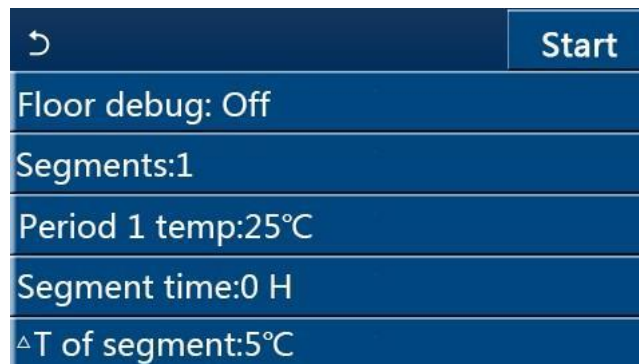 Start
Floor debug: Off
Segments:1
Period 1 temp:25℃
Segment time:0 H
△T of segment:5℃